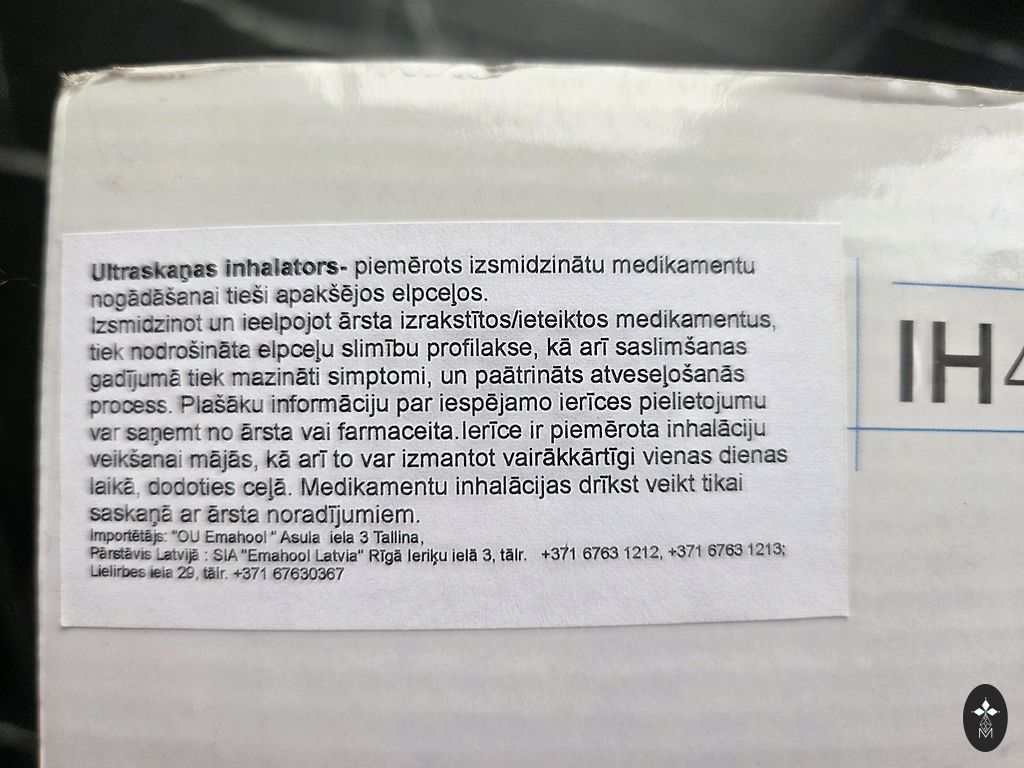 Ultraskaņas inhalators- piemērots izsmidzinātu medikamentu
nogādāšanai tieši apakšējos elpceļos.
Izsmidzinot un ieelpojot ārsta izrakstītos/ieteiktos medikamentus,
tiek nodrošināta elpceļu slimību profilakse, kā arī saslimšanas
gadījumā tiek mazināti simptomi, un paātrināts atveseļošanās
process. Plašāku informāciju par iespējamo ierīces pielietojumu
var saņemt no ārsta vai farmaceita.Ierīce ir piemērota inhalāciju
veikšanai mājās, kā arī to var izmantot vairākkārtīgi vienas dienas
laikā, dodoties ceļā. Medikamentu inhalācijas drīkst veikt tikai
saskaņā ar ārsta noradījumiem.
Importētājs: "OU Emahool " Asula iela 3 Tallina,
Pārstāvis Latvijā : SIA "Emahool Latvia" Rīgā Ieriķu ielā 3, tālr. +371 6763 1212, +371 6763 1213;
Lielirbes iela 29, tālr. +371 67630367
IH4
M